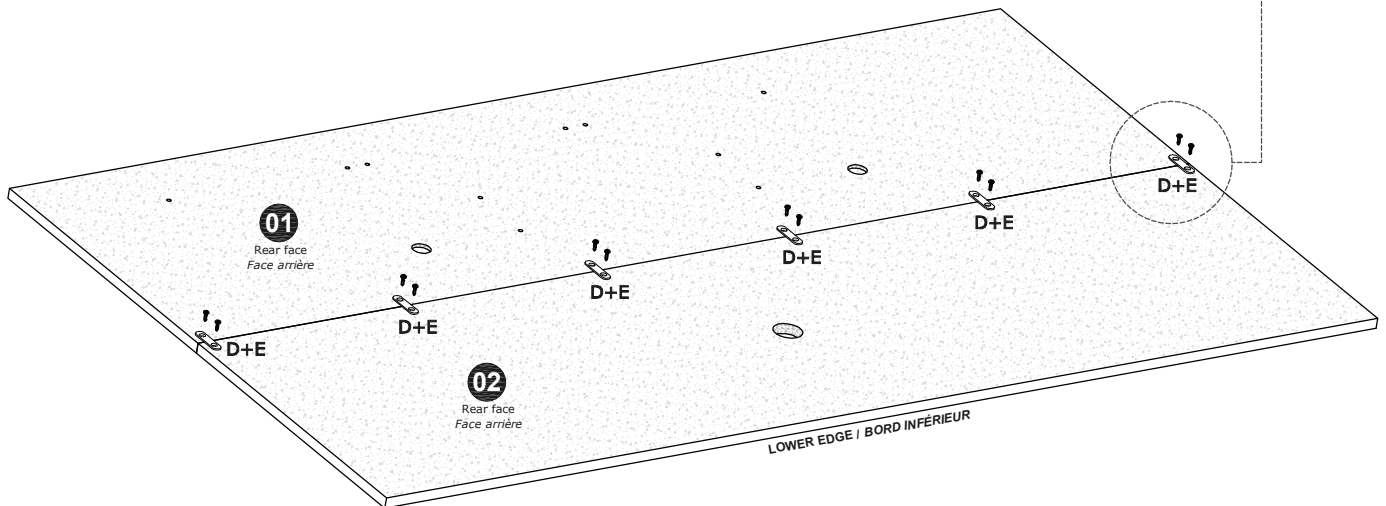 D+E
D+E
D+E
D+E
D+E
D+E
01
Rear face
Face arrière
02
Rear face
Face arrière
LOWER EDGE / BORD INFÉRIEUR